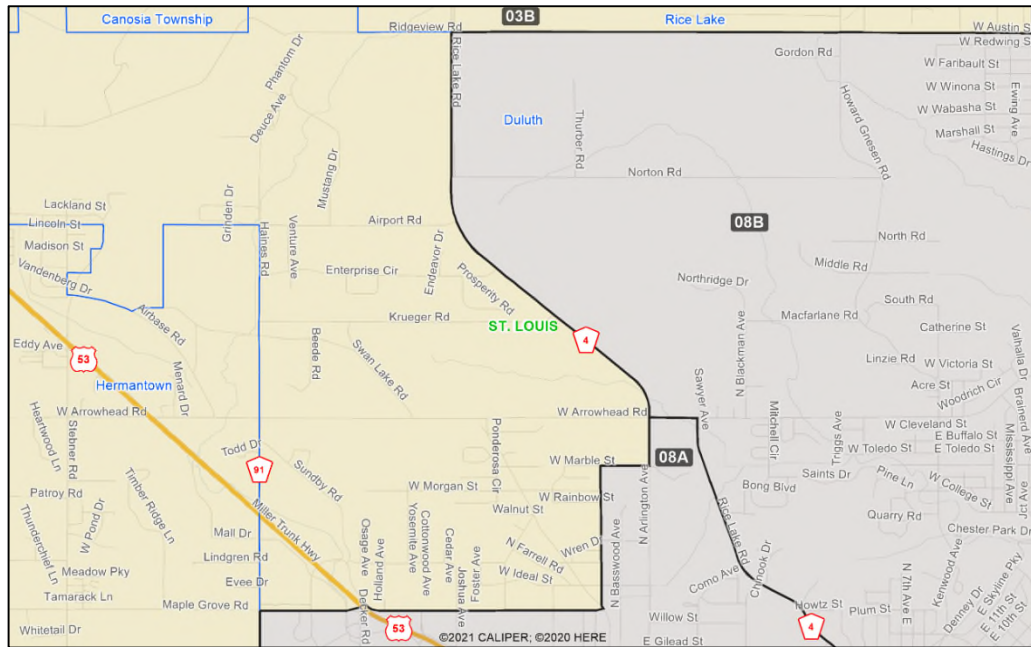 Canosia Township
03B
Rice Lake
Ridgeview Rd
W Austin S
W Redwing S
Rice Lake Rd
Gordon Rd
W Faribault St
Phantom Dr
W Winona St
Ewing Ave
Deuce Ave
Duluth
Thurber Rd
Howard Gniesen Rd
W Wabasha St
Marshall St
Hastings Dr
Mustang Dr
Norton Rd
Grinden Dr
Lackland St
Lincoln St
Haines Rd
Venture Ave
Airport Rd
08B
Madison St
North Rd
Endeavor Dr
Vandenberg Dr
Enterprise Cir
Prosperity Rd
Middle Rd
Northridge Dr
South Rd
Airbase Rd
Krueger Rd
ST. LOUIS
4
Macfarlane Rd
Catherine St
Valhalla Dr
Eddy Ave
53
Beede Rd
Swan Lake Rd
N Blackman Ave
Linzie Rd
W Victoria St
Hermantown
Menard Dr
Sawyer Ave
Acre St
Woodrich Cir
Brainerd Ave
W Arrowhead Rd
W Arrowhead Rd
Heartwood Ln
Stebner Rd
Todd D
Ponderosa Cir
Mitchell Cir
Triggs Ave
W Cleveland St
E Buffalo St
W Toledo St
E Toledo St
Mississippi Ave
08A
91
Sundby Rd
W Marble St
Saints Dr
Pine Ln
W College St
Patroy Rd
Timber Ridge Ln
W Morgan St
N Arlington Ave
Bong Blvd
Jct Ave
W Rainbow St
Thunderchief Ln
W Pond Dr
Miller Trunk Hwy
Walnut St
Rice Lake Rd
Quarry Rd
Chester Park Dr
Mall Dr
Osage Ave
Holland Ave
Yosemite Ave
Cottonwood Ave
Cedar Ave
Joshua Ave
Foster Ave
N Farrell Rd
Wren D
Lindgren Rd
Meadow Pky
W Ideal St
N Basswood Ave
Como Ave
Chinook Dr
N 7th Ave E
Kenwood Ave
E Skyline Pky
Evee Dr
Tamarack Ln
Maple Grove Rd
Decker Rd
Howtz St
Plum St
Denney Dr
E 11th St
E 10th St
Whitetail Dr
53
Willow St
4
©2021 CALIPER; ©2020 HERE
E Gilead St